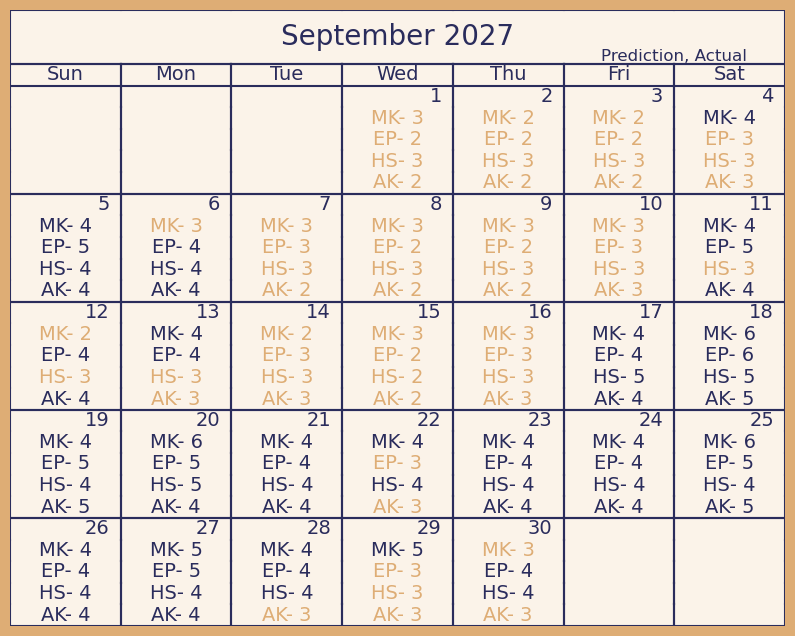 September 2027
Prediction, Actual
Sun Mon Tue Wed Thu Fri Sat
1 2 3 4
MK- 3 MK- 2 MK- 2 MK- 4
EP- 2 EP- 2 EP- 2 EP- 3
HS- 3 HS- 3 HS- 3 HS- 3
AK- 2 AK- 2 AK- 2 AK- 3
5 6 7 8 9 10 11
MK- 4 MK- 3 MK- 3 MK- 3 MK- 3 MK- 3 MK- 4
EP- 5 EP- 4 EP- 3 EP- 2 EP- 2 EP- 3 EP- 5
HS- 4 HS- 4 HS- 3 HS- 3 HS- 3 HS- 3 HS- 3
AK- 4 AK- 4 AK- 2 AK- 2 AK- 2 AK- 3 AK- 4
12 13 14 15 16 17 18
MK- 2 MK- 4 MK- 2 MK- 3 MK- 3 MK- 4 MK- 6
EP- 4 EP- 4 EP- 3 EP- 2 EP- 3 EP- 4 EP- 6
HS- 3 HS- 3 HS- 3 HS- 2 HS- 3 HS- 5 HS- 5
AK- 4 AK- 3 AK- 3 AK- 2 AK- 3 AK- 4 AK- 5
19 20 21 22 23 24 25
MK- 4 MK- 6 MK- 4 MK- 4 MK- 4 MK- 4 MK- 6
EP- 5 EP- 5 EP- 4 EP- 3 EP- 4 EP- 4 EP- 5
HS- 4 HS- 5 HS- 4 HS- 4 HS- 4 HS- 4 HS- 4
AK- 5 AK- 4 AK- 4 AK- 3 AK- 4 AK- 4 AK- 5
26 27 28 29 30
MK- 4 MK- 5 MK- 4 MK- 5 MK- 3
EP- 4 EP- 5 EP- 4 EP- 3 EP- 4
HS- 4 HS- 4 HS- 4 HS- 3 HS- 4
AK- 4 AK- 4 AK- 3 AK- 3 AK- 3